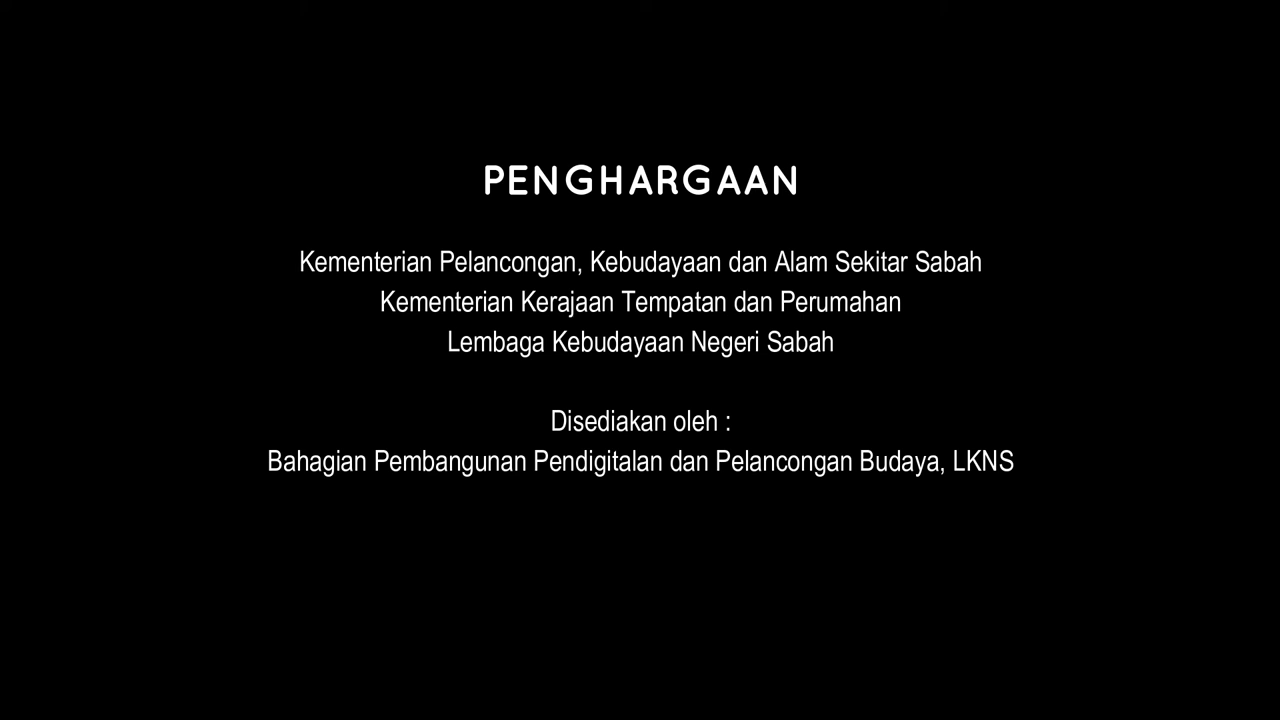 PENGHARGAAN
Kementerian Pelancongan, Kebudayaan dan Alam Sekitar Sabah
Kementerian Kerajaan Tempatan dan Perumahan
Lembaga Kebudayaan Negeri Sabah
Disediakan oleh :
Bahagian Pembangunan Pendigitalan dan Pelancongan Budaya, LKNS